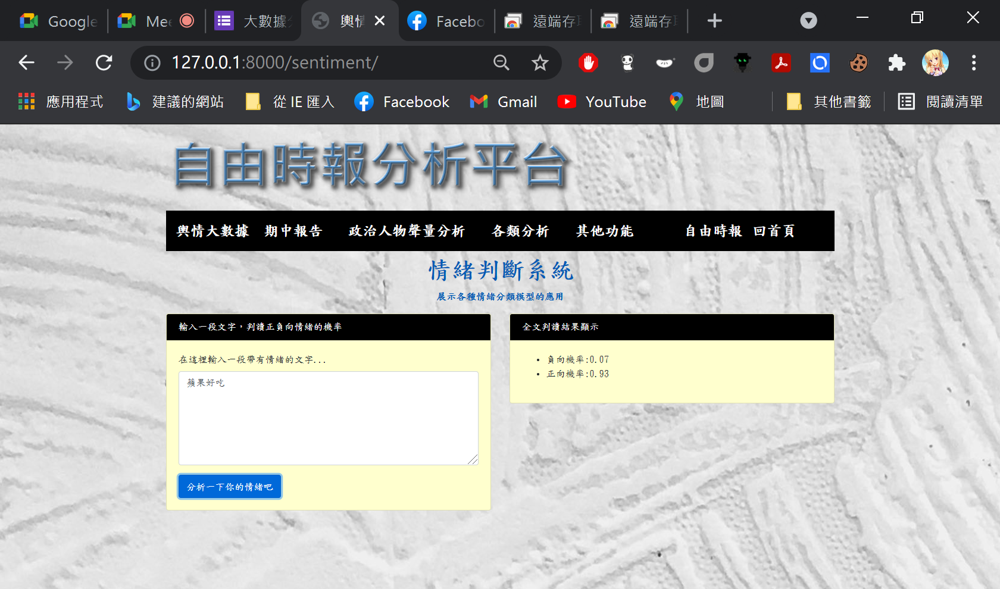 Google
Me
大數據
輿情
Facebo
遠端存
遠端存
127.0.0.1:8000/sentiment/
應用程式
建議的網站
從 IE 匯入
Facebook
Gmail
YouTube
地圖
其他書籤
閱讀清單
自由時報分析平台
輿情大數據 期中報告 政治人物聲量分析 各類分析 其他功能 自由時報 回首頁
情緒判斷系統
展示各種情緒分類模型的應用
輸入一段文字，判讀正負向情緒的機率
在這裡輸入一段帶有情緒的文字...
蘋果好吃
分析一下你的情緒吧
全文判讀結果顯示
• 負向機率:0.07
• 正向機率:0.93